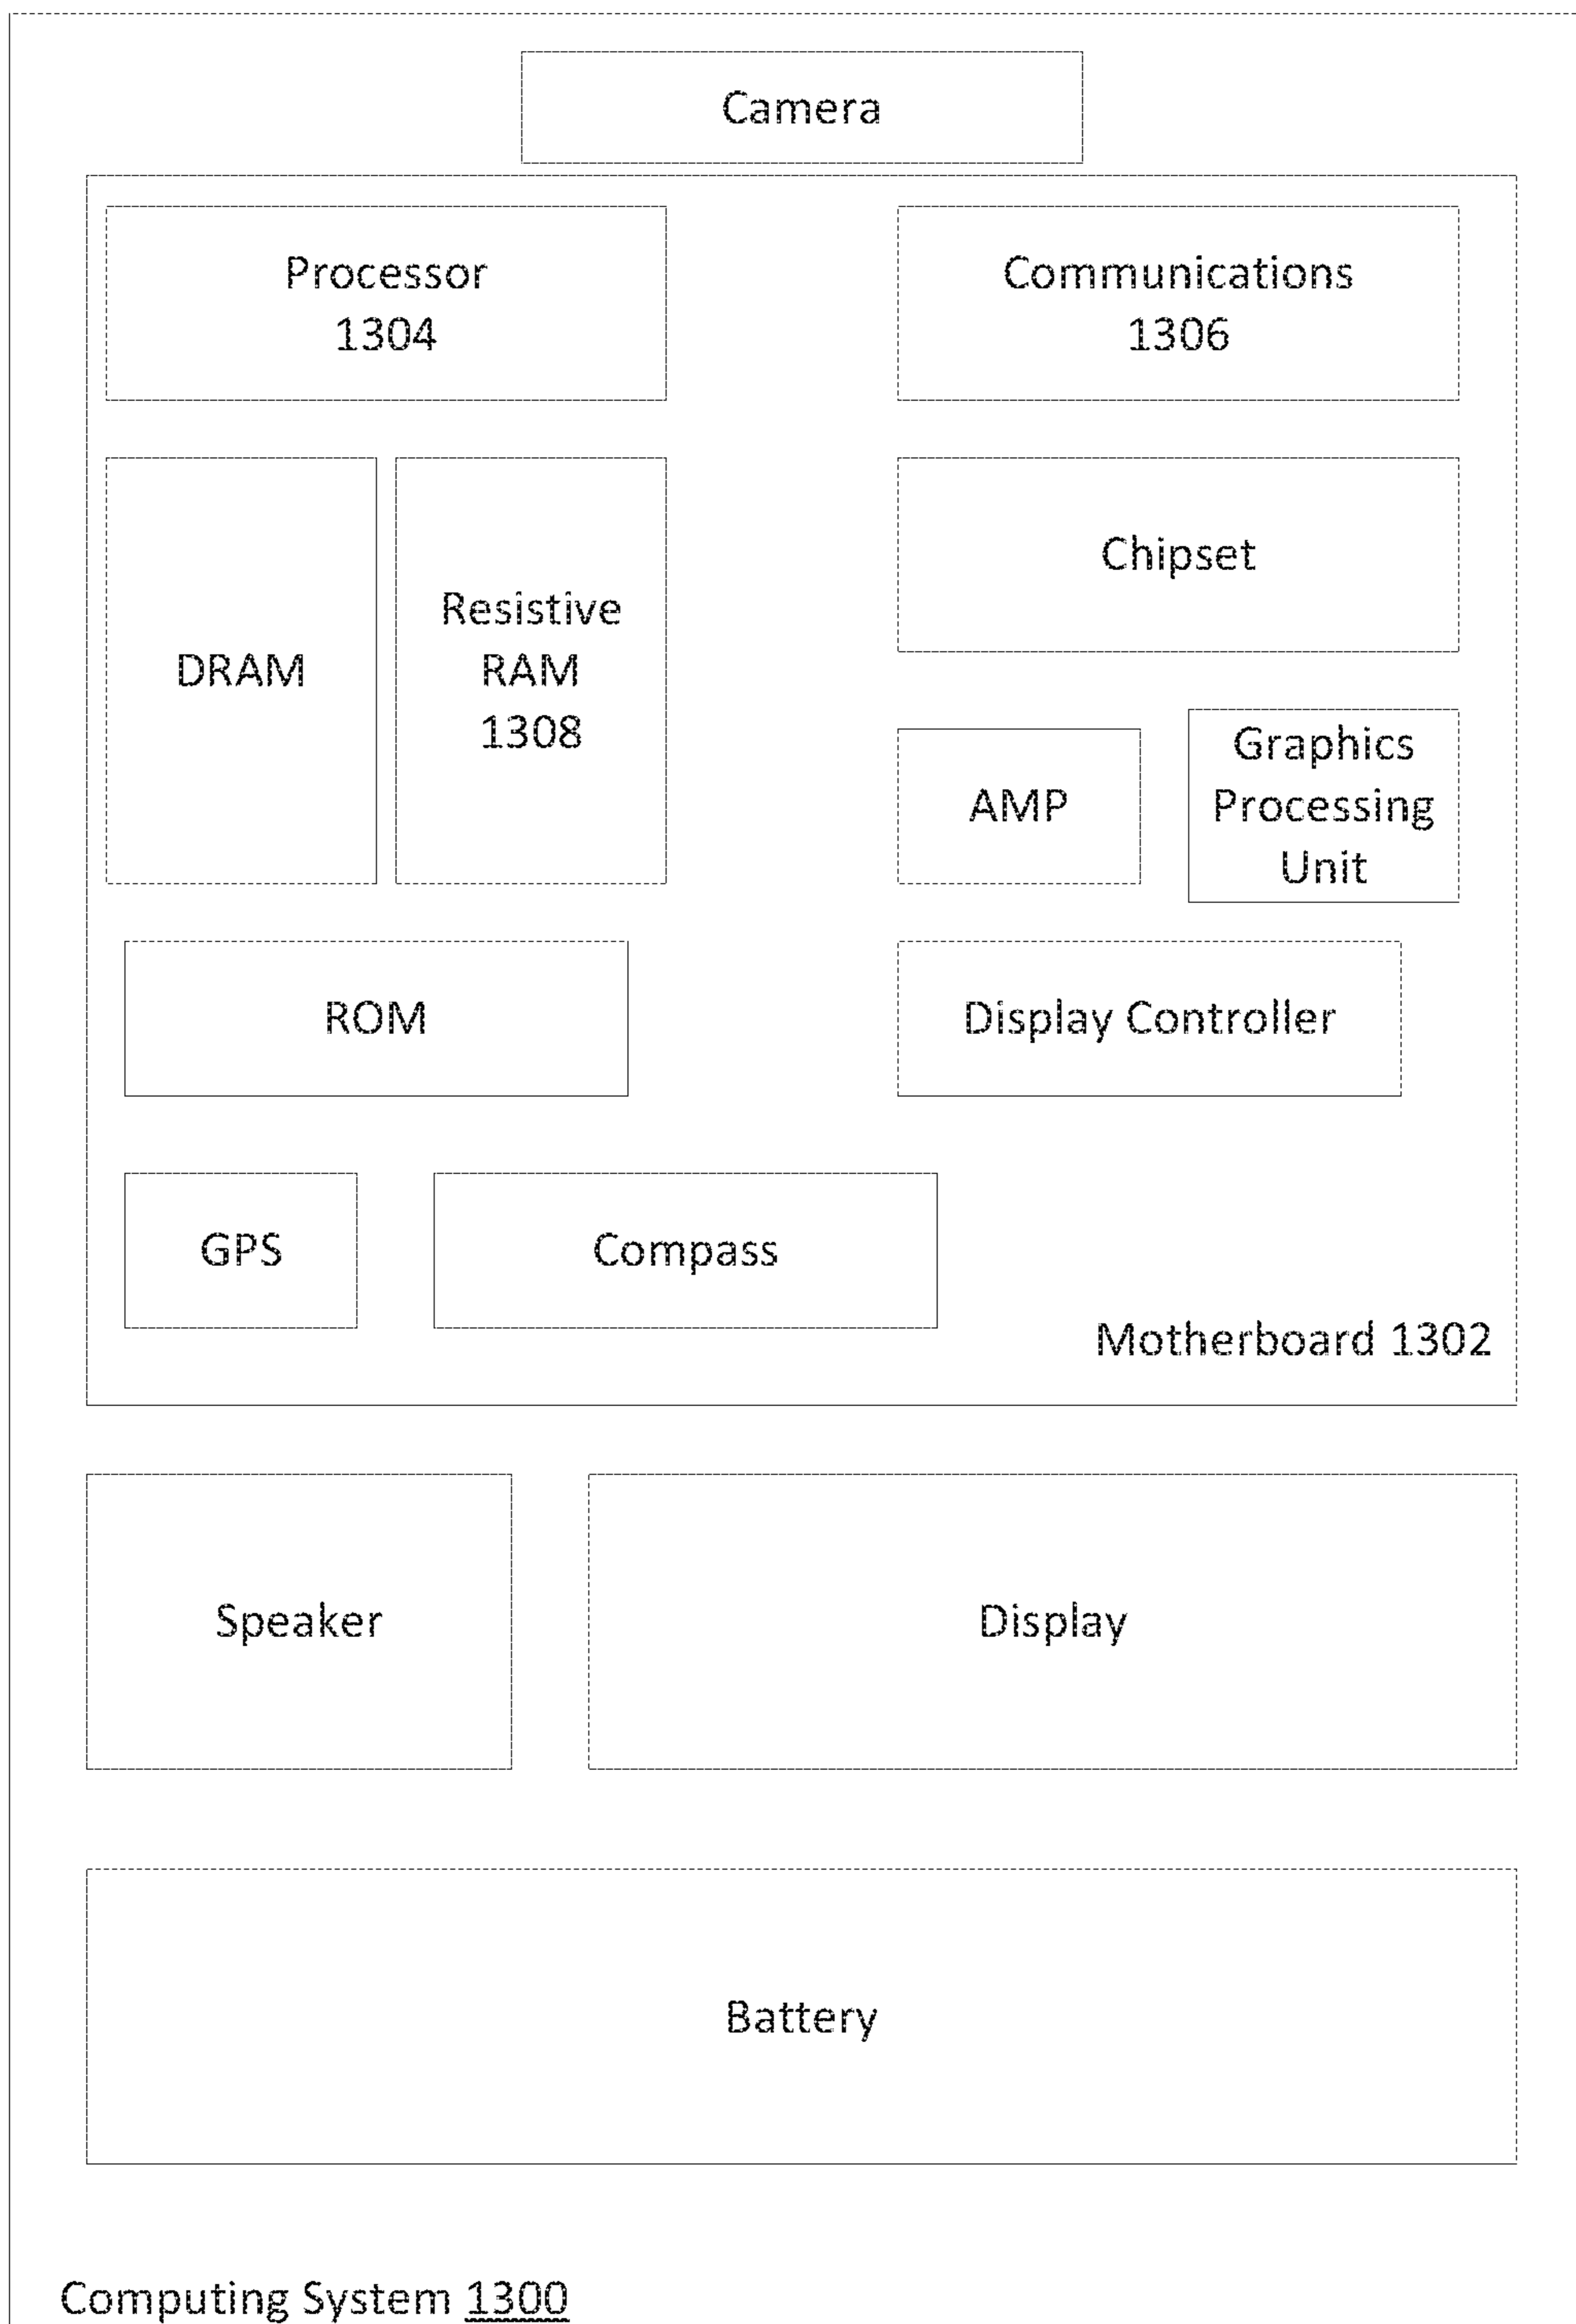 Camera
Processor
1304
Communications
1306
DRAM
Resistive
RAM
1308
Chipset
AMP
Graphics
Processing
Unit
ROM
Display Controller
GPS
Compass
Motherboard 1302
Speaker
Display
Battery
Computing System 1300